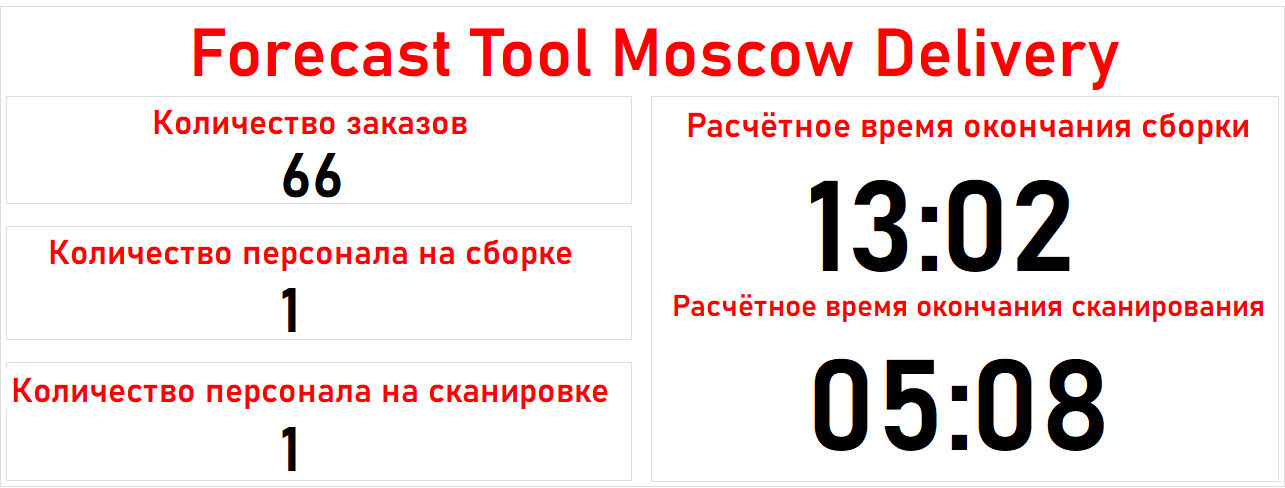 Forecast Tool Moscow Delivery
Количество заказов
66
Количество персонала на сборке
1
Количество персонала на сканировке
1
Расчётное время окончания сборки
13:02
Расчётное время окончания сканирования
05:08